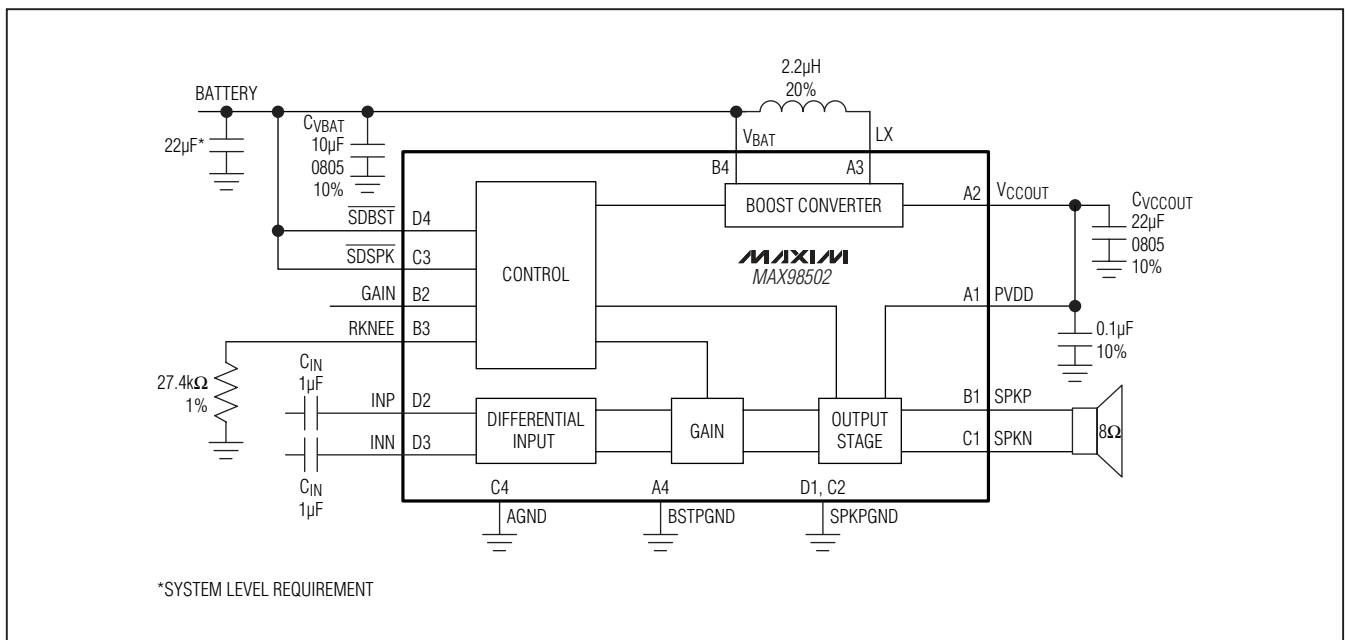 2.2μH
20%
BATTERY
22μF*
CVBAT
10μF
0805
10%
VBAT
LX
B4
A3
BOOST CONVERTER
A2
VCCOUT
CVCCOUT
22μF
0805
10%
MAXIM
MAX98502
SDBST
D4
SDSPK
C3
CONTROL
GAIN
B2
RKNEE
B3
A1
PVDD
0.1μF
10%
27.4kΩ
1%
CIN
1μF
INP
D2
INN
D3
CIN
1μF
DIFFERENTIAL
INPUT
GAIN
OUTPUT
STAGE
B1
SPKP
C1
SPKN
8Ω
C4
A4
D1, C2
AGND
BSTPGND
SPKPGND
*SYSTEM LEVEL REQUIREMENT